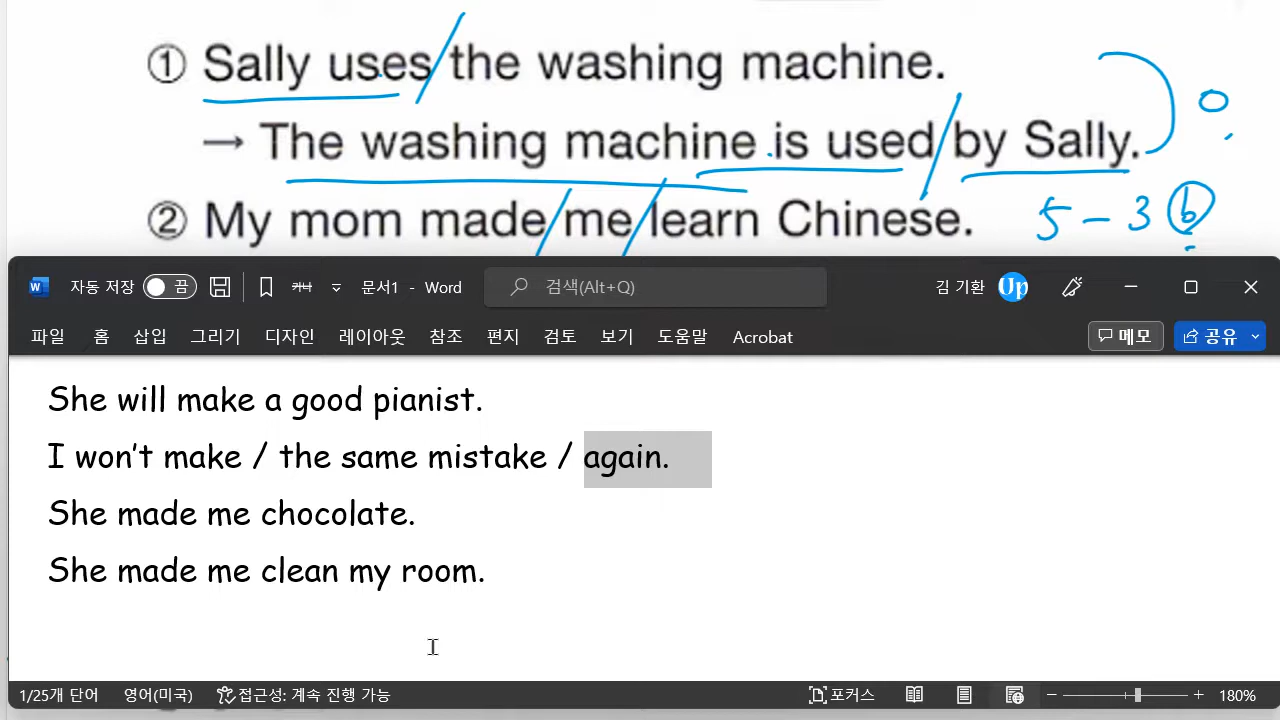 ① Sally uses / the washing machine.
→ The washing machine is used / by Sally.
② My mom made / me / learn Chinese.
5 - 3 ⓑ
자동 저장 끔 가나 문서1 - Word 검색(Alt+Q) 김 기환 Up
파일 홈 삽입 그리기 디자인 레이아웃 참조 편지 검토 보기 도움말 Acrobat 메모 공유
She will make a good pianist.
I won't make / the same mistake / again.
She made me chocolate.
She made me clean my room.
1/25개 단어 영어(미국) 접근성: 계속 진행 가능 포커스 180%